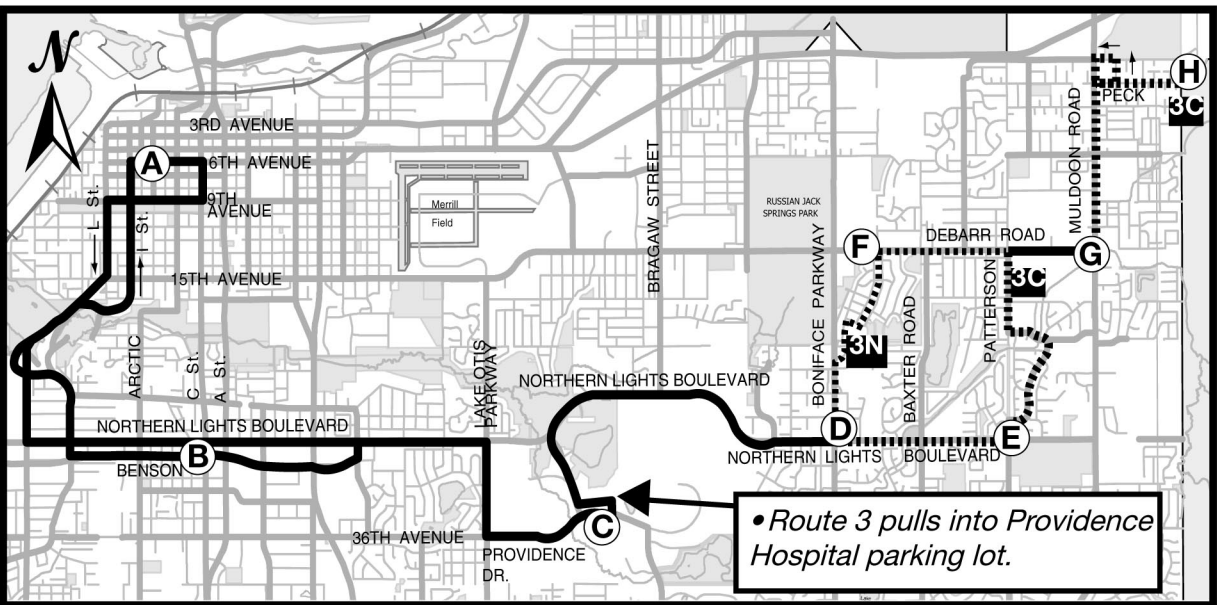 N
H
PECK
3C
MULDOON ROAD
3RD AVENUE
A
6TH AVENUE
L St.
9TH
AVENUE
I St.
Merrill
Field
BRAGAW STREET
RUSSIAN JACK
SPRINGS PARK
BONIFACE PARKWAY
F
DEBARR ROAD
G
15TH AVENUE
3C
PATTERSON
3N
BAXTER ROAD
ARCTIC
C St.
A St.
LAKE OTIS
PARKWAY
NORTHERN LIGHTS BOULEVARD
NORTHERN LIGHTS BOULEVARD
D
E
B
BENSON
NORTHERN LIGHTS BOULEVARD
36TH AVENUE
PROVIDENCE
DR.
C
• Route 3 pulls into Providence
Hospital parking lot.